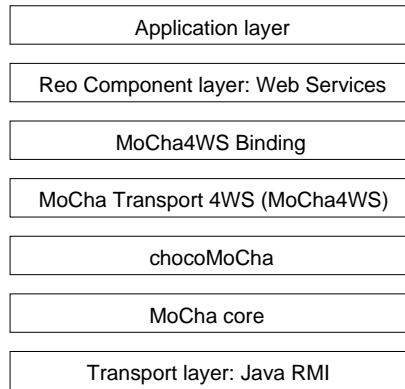 Application layer
Reo Component layer: Web Services
MoCha4WS Binding
MoCha Transport 4WS (MoCha4WS)
chocoMoCha
MoCha core
Transport layer: Java RMI